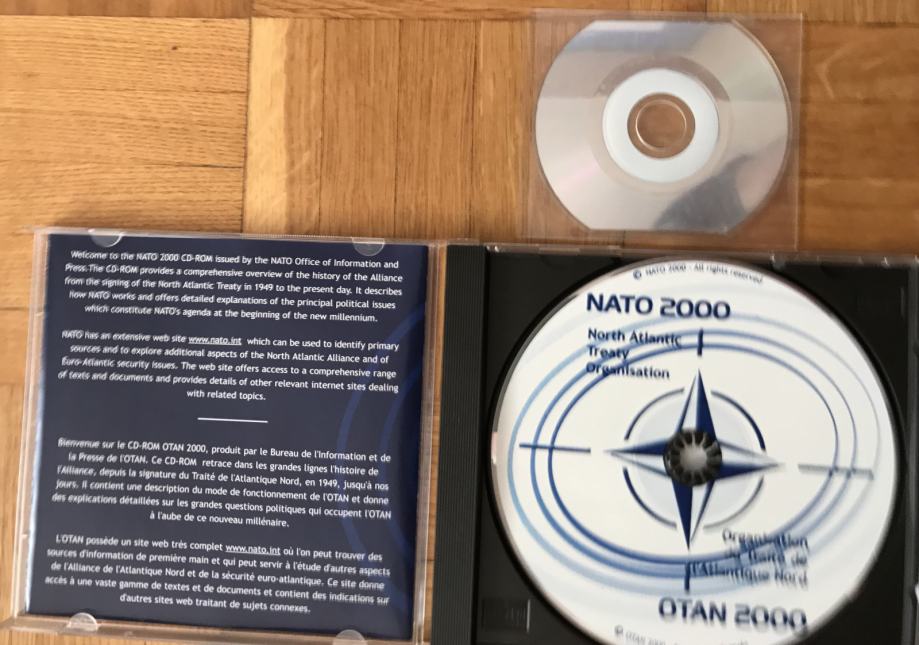 Welcome to the NATO 2000 CD-ROM issued by the NATO Office of Information and
Press. The CD-ROM provides a comprehensive overview of the history of the Alliance
from the signing of the North Atlantic Treaty in 1949 to the present day. It describes
how NATO works and offers detailed explanations of the principal political issues
which constitute NATO's agenda at the beginning of the new millennium.
NATO has an extensive web site www.nato.int which can be used to identify primary
sources and to explore additional aspects of the North Atlantic Alliance and of
Euro-Atlantic security issues. The web site offers access to a comprehensive range
of texts and documents and provides details of other relevant internet sites dealing
with related topics.
Bienvenue sur le CD-ROM OTAN 2000, produit par le Bureau de l'Information et de
la Presse de l'OTAN. Ce CD-ROM retrace dans les grandes lignes l'histoire de
l'Alliance, depuis la signature du Traité de l'Atlantique Nord, en 1949, jusqu'à nos
jours. Il contient une description du mode de fonctionnement de l'OTAN et donne
des explications détaillées sur les grandes questions politiques qui occupent l'OTAN
à l'aube de ce nouveau millénaire.
L'OTAN possède un site web très complet www.nato.int où l'on peut trouver des
sources d'information de première main et qui peut servir à l'étude d'autres aspects
de l'Alliance de l'Atlantique Nord et de la sécurité euro-atlantique. Ce site donne
accès à une vaste gamme de textes et de documents et contient des indications sur
d'autres sites web traitant de sujets connexes.
© NATO 2000 - All rights reserved
NATO 2000
North Atlantic
Treaty
Organisation
Organisation
du Traité de
l'Atlantique Nord
OTAN 2000
© OTAN 2000